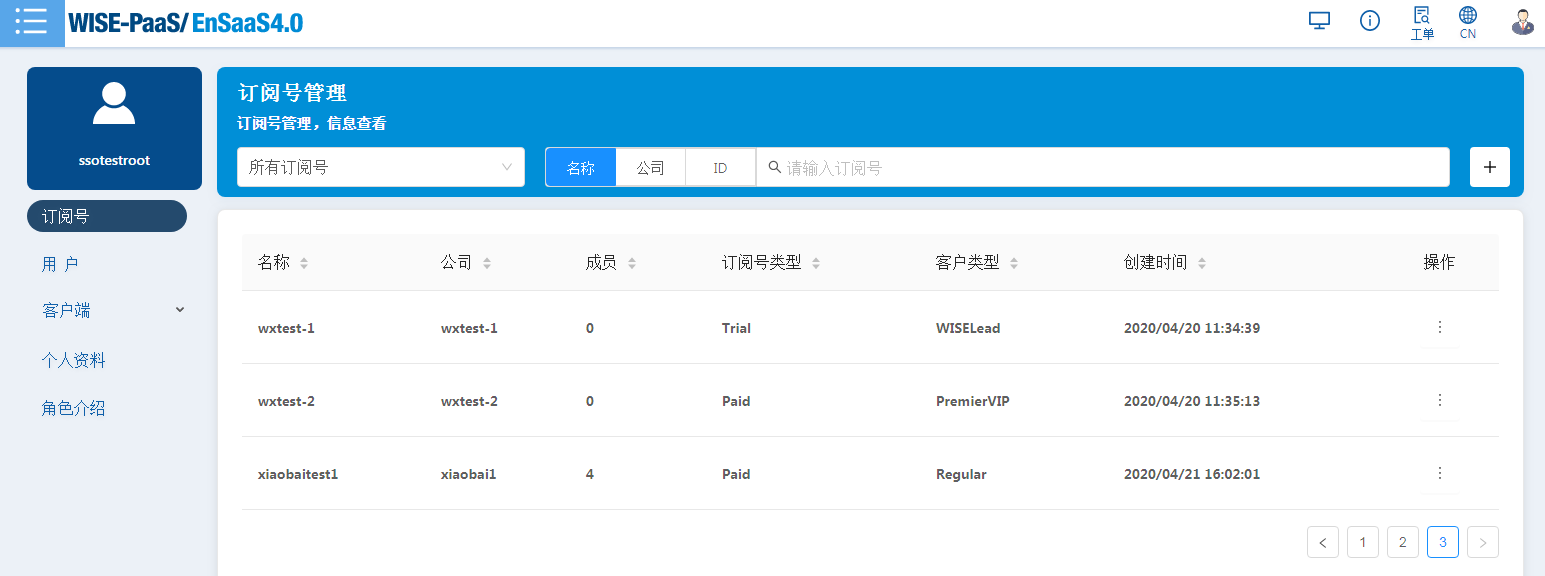 WISE-PaaS/EnSaaS4.0
工单
CN
ssotestroot
订阅号
用 户
客户端
个人资料
角色介绍
订阅号管理
订阅号管理，信息查看
所有订阅号
名称 公司 ID 请输入订阅号 +
名称 公司 成员 订阅号类型 客户类型 创建时间 操作
wxtest-1 wxtest-1 0 Trial WISELead 2020/04/20 11:34:39
wxtest-2 wxtest-2 0 Paid PremierVIP 2020/04/20 11:35:13
xiaobaitest1 xiaobai1 4 Paid Regular 2020/04/21 16:02:01
< 1 2 3 >